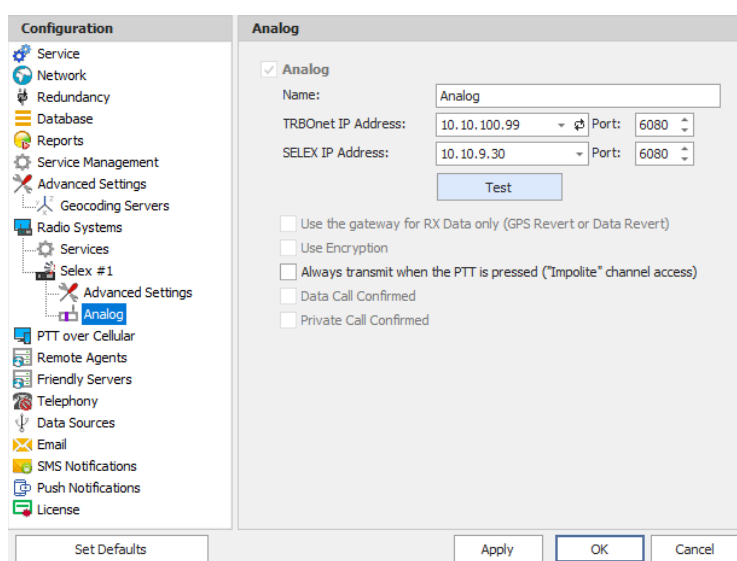 Configuration
Service
Network
Redundancy
Database
Reports
Service Management
Advanced Settings
Geocoding Servers
Radio Systems
Services
Selex #1
Advanced Settings
Analog
PTT over Cellular
Remote Agents
Friendly Servers
Telephony
Data Sources
Email
SMS Notifications
Push Notifications
License
Analog
Analog
Name: Analog
TRBOnet IP Address: 10.10.100.99 Port: 6080
SELEX IP Address: 10.10.9.30 Port: 6080
Test
Use the gateway for RX Data only (GPS Revert or Data Revert)
Use Encryption
Always transmit when the PTT is pressed ("Impolite" channel access)
Data Call Confirmed
Private Call Confirmed
Set Defaults Apply OK Cancel